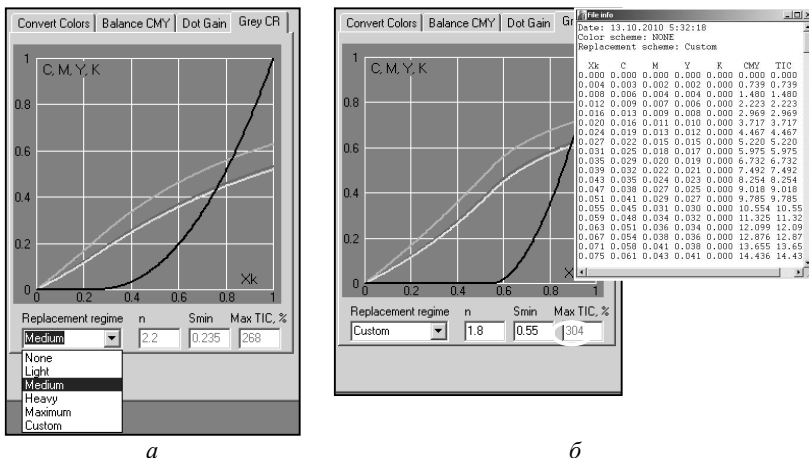 Convert Colors Balance CMY Dot Gain Grey CR
C, M, Y, K
1
0.8
0.6
0.4
0.2
0
0 0.2 0.4 0.6 0.8 1
Xk
Replacement regime n Smin Max TIC, %
Medium 2.2 0.235 268
None
Light
Medium
Heavy
Maximum
Custom
а
Convert Colors Balance CMY Dot Gain Gr
C, M, Y, K
1
0.8
0.6
0.4
0.2
0
0 0.2 0.4 0.6 0.8 1
X
Replacement regime n Smin Max TIC, %
Custom 1.8 0.55 304
б
File info
Date: 13.10.2010 5:32:18
Color scheme: NONE
Replacement scheme: Custom
Xk C M Y K CMY TIC
0.000 0.000 0.000 0.000 0.000 0.000 0.000
0.004 0.003 0.002 0.002 0.000 0.739 0.739
0.008 0.006 0.004 0.004 0.000 1.480 1.480
0.012 0.009 0.007 0.006 0.000 2.223 2.223
0.016 0.013 0.009 0.008 0.000 2.969 2.969
0.020 0.016 0.011 0.010 0.000 3.717 3.717
0.024 0.019 0.013 0.012 0.000 4.467 4.467
0.027 0.022 0.015 0.015 0.000 5.220 5.220
0.031 0.025 0.018 0.017 0.000 5.975 5.975
0.035 0.029 0.020 0.019 0.000 6.732 6.732
0.039 0.032 0.022 0.021 0.000 7.492 7.492
0.043 0.035 0.024 0.023 0.000 8.254 8.254
0.047 0.038 0.027 0.025 0.000 9.018 9.018
0.051 0.041 0.029 0.027 0.000 9.785 9.785
0.055 0.045 0.031 0.030 0.000 10.554 10.55
0.059 0.048 0.034 0.032 0.000 11.325 11.32
0.063 0.051 0.036 0.034 0.000 12.099 12.09
0.067 0.054 0.038 0.036 0.000 12.876 12.87
0.071 0.058 0.041 0.038 0.000 13.655 13.65
0.075 0.061 0.043 0.041 0.000 14.436 14.43